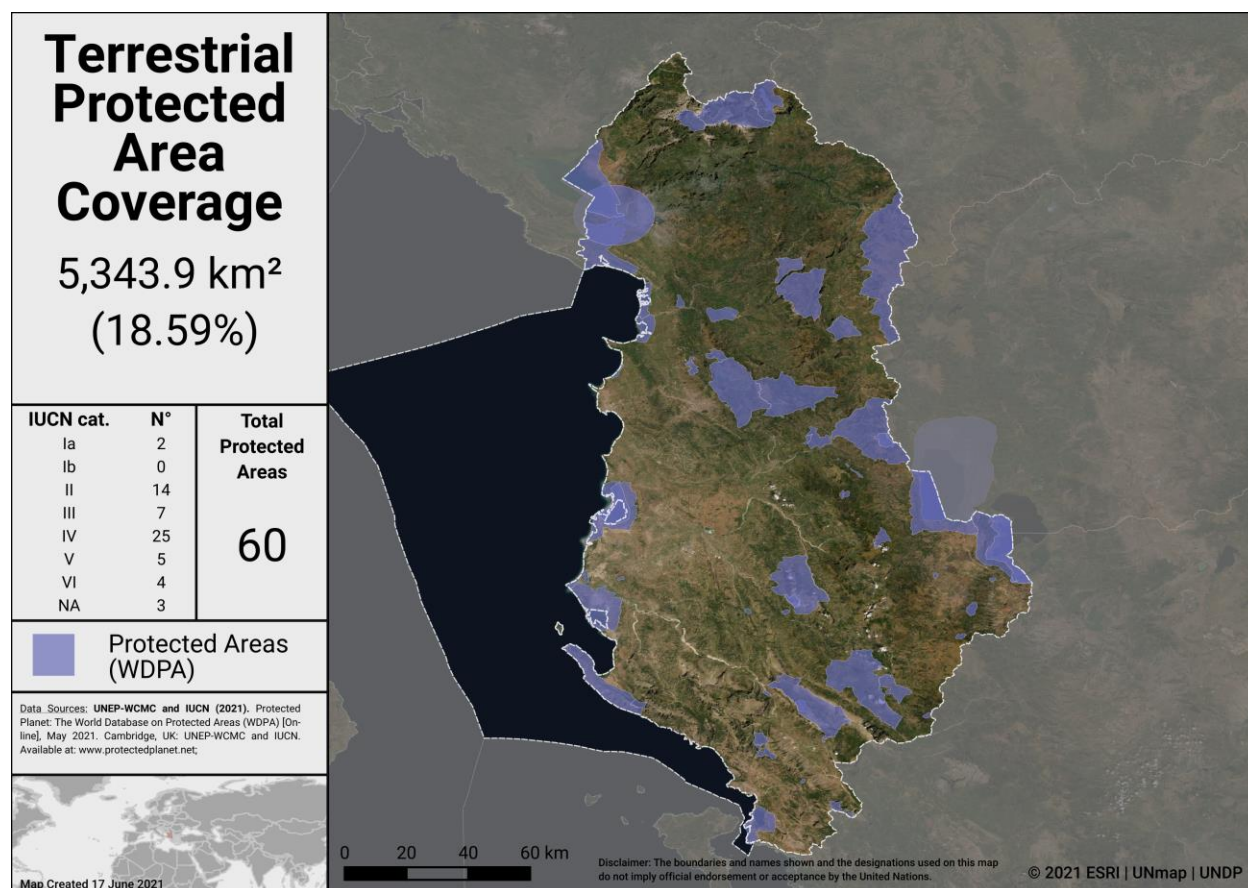 Terrestrial
Protected
Area
Coverage
5,343.9 km²
(18.59%)
IUCN cat. N°
Ia 2
Ib 0
II 14
III 7
IV 25
V 5
VI 4
NA 3
Total
Protected
Areas
60
Protected Areas
(WDPA)
Data Sources: UNEP-WCMC and IUCN (2021). Protected
Planet: The World Database on Protected Areas (WDPA) [On-
line], May 2021. Cambridge, UK: UNEP-WCMC and IUCN.
Available at: www.protectedplanet.net;
Map Created 17 June 2021
0 20 40 60 km
Disclaimer: The boundaries and names shown and the designations used on this map
do not imply official endorsement or acceptance by the United Nations.
© 2021 ESRI | UNmap | UNDP